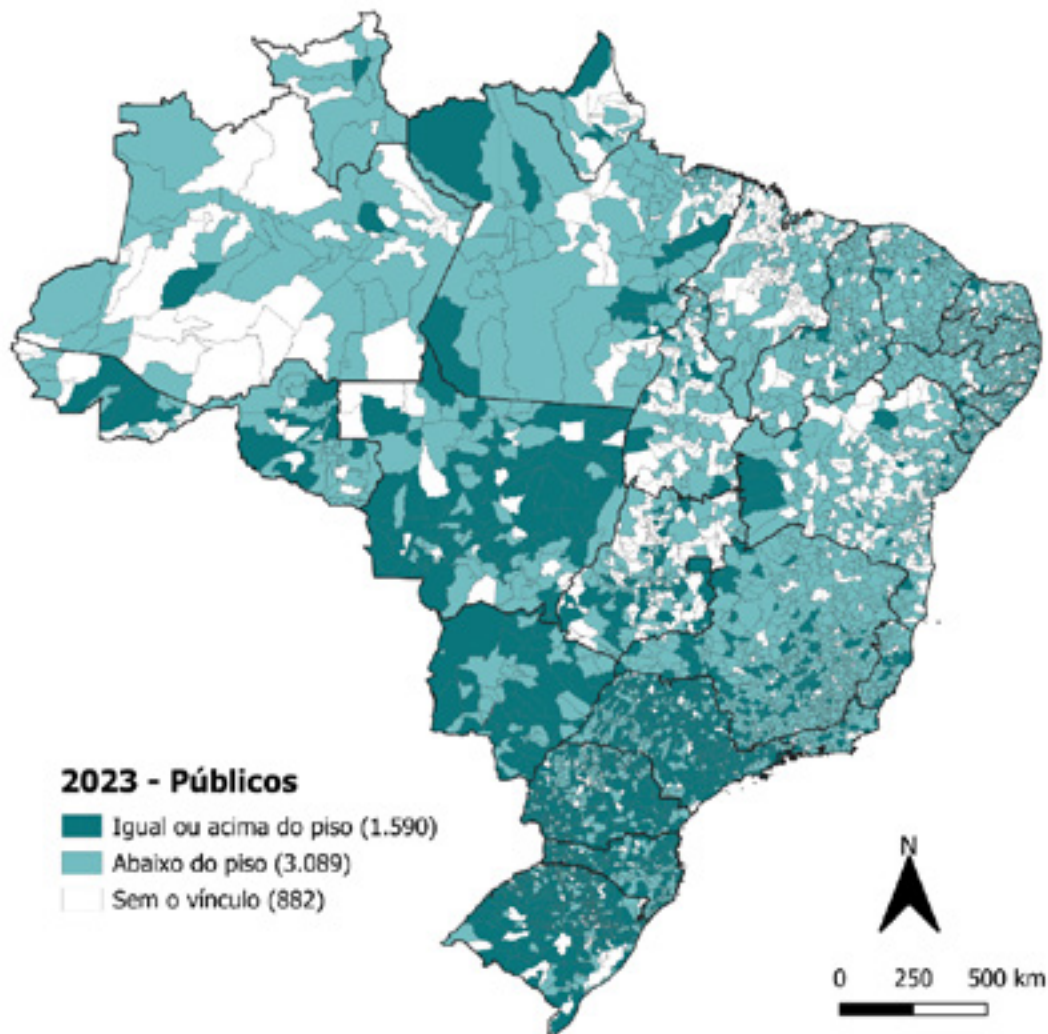 2023 - Públicos
Igual ou acima do piso (1.590)
Abaixo do piso (3.089)
Sem o vínculo (882)
N
0 250 500 km